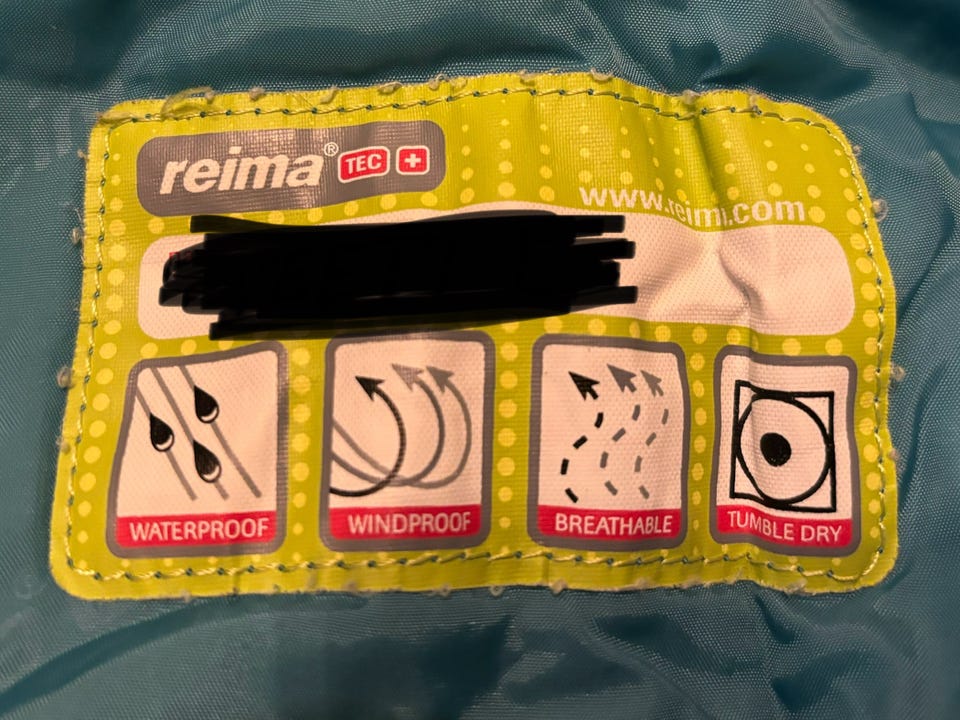 reima® TEC +
www.reima.com
WATERPROOF
WINDPROOF
BREATHABLE
TUMBLE DRY